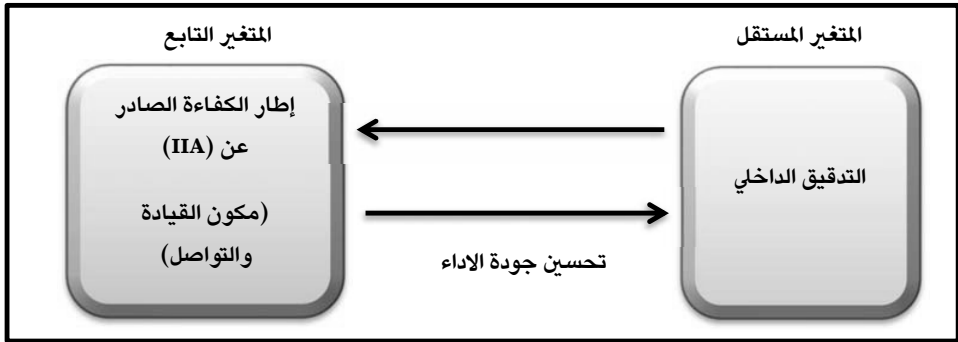 المتغير المستقل
المتغير التابع
التدقيق الداخلي
إطار الكفاءة الصادر
عن (IIA)
(مكون القيادة
والتواصل)
تحسين جودة الاداء